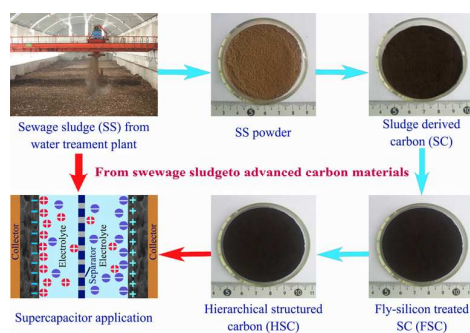 Sewage sludge (SS) from
water treament plant
SS powder
Sludge derived
carbon (SC)
From swewage sludgeto advanced carbon materials
Collector
Electrolyte
Separator
Electrolyte
Collector
Supercapacitor application
Hierarchical structured
carbon (HSC)
Fly-silicon treated
SC (FSC)